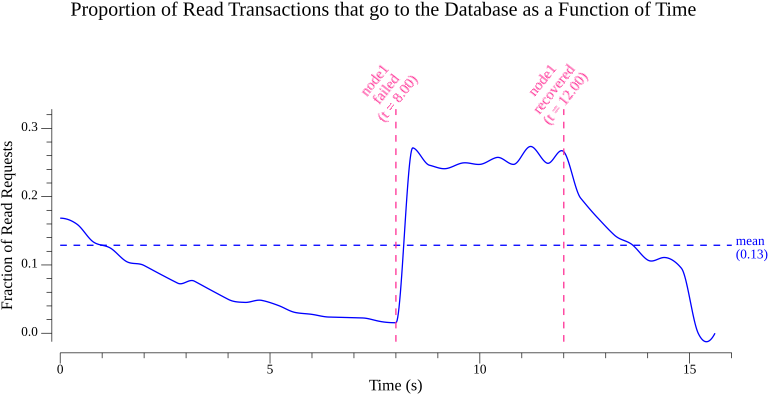 Proportion of Read Transactions that go to the Database as a Function of Time
node1
failed
(t = 8.00)
node1
recovered
(t = 12.00)
Fraction of Read Requests
0.3
0.2
0.1
0.0
mean
(0.13)
0
5
10
15
Time (s)